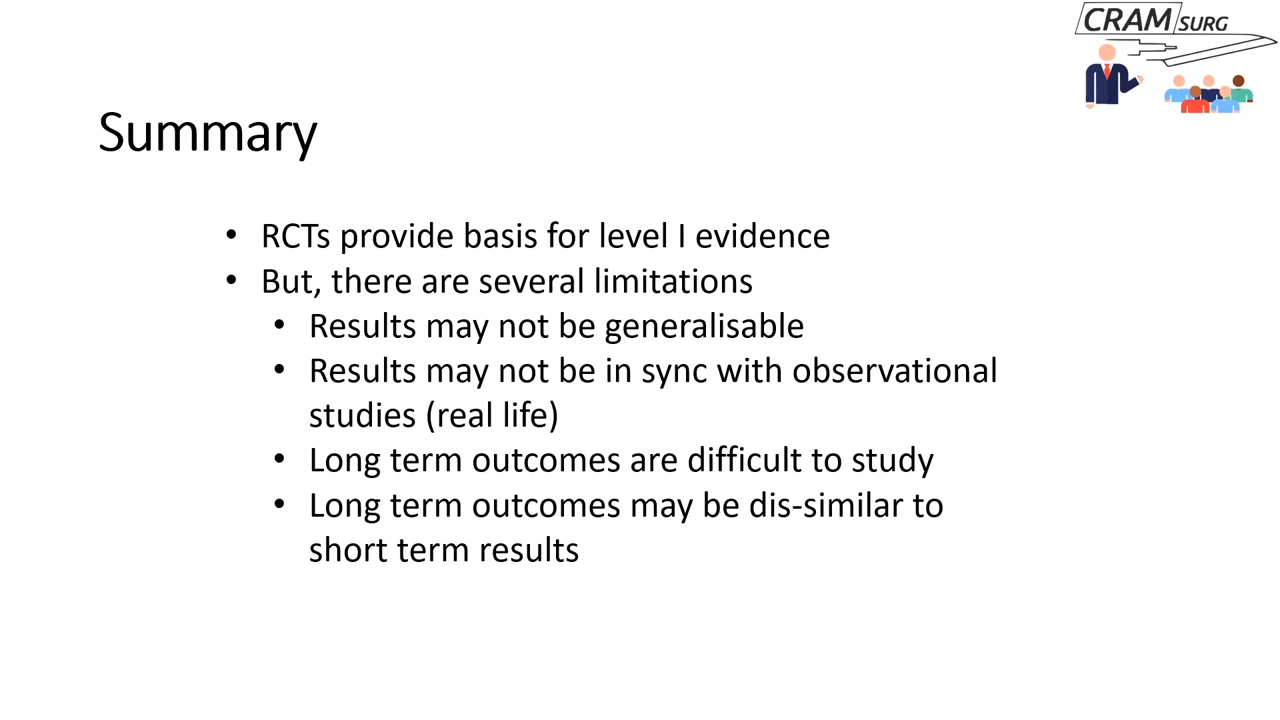 CRAM SURG
Summary
• RCTs provide basis for level I evidence
• But, there are several limitations
• Results may not be generalisable
• Results may not be in sync with observational
studies (real life)
• Long term outcomes are difficult to study
• Long term outcomes may be dis-similar to
short term results